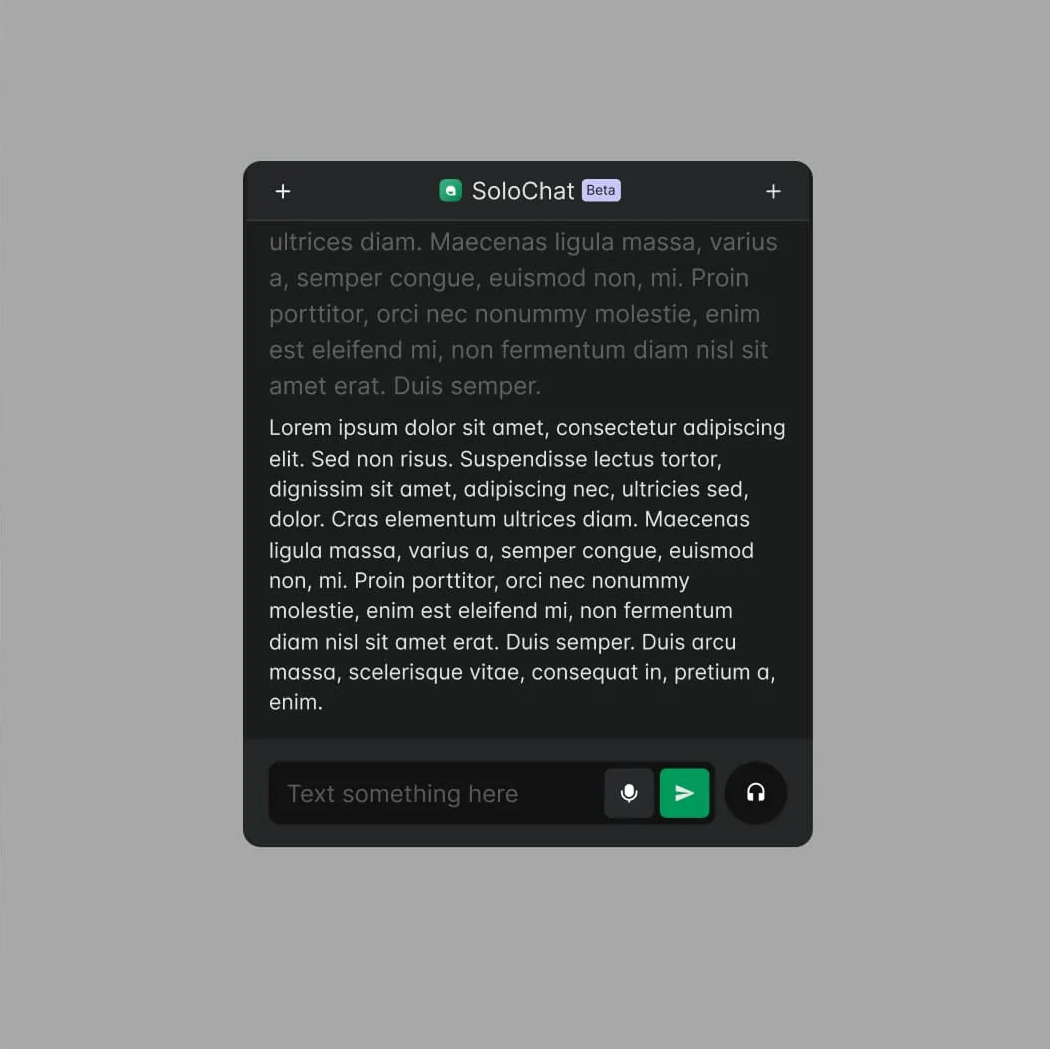 SoloChat Beta
ultrices diam. Maecenas ligula massa, varius
a, semper congue, euismod non, mi. Proin
porttitor, orci nec nonummy molestie, enim
est eleifend mi, non fermentum diam nisl sit
amet erat. Duis semper.
Lorem ipsum dolor sit amet, consectetur adipiscing
elit. Sed non risus. Suspendisse lectus tortor,
dignissim sit amet, adipiscing nec, ultricies sed,
dolor. Cras elementum ultrices diam. Maecenas
ligula massa, varius a, semper congue, euismod
non, mi. Proin porttitor, orci nec nonummy
molestie, enim est eleifend mi, non fermentum
diam nisl sit amet erat. Duis semper. Duis arcu
massa, scelerisque vitae, consequat in, pretium a,
enim.
Text something here